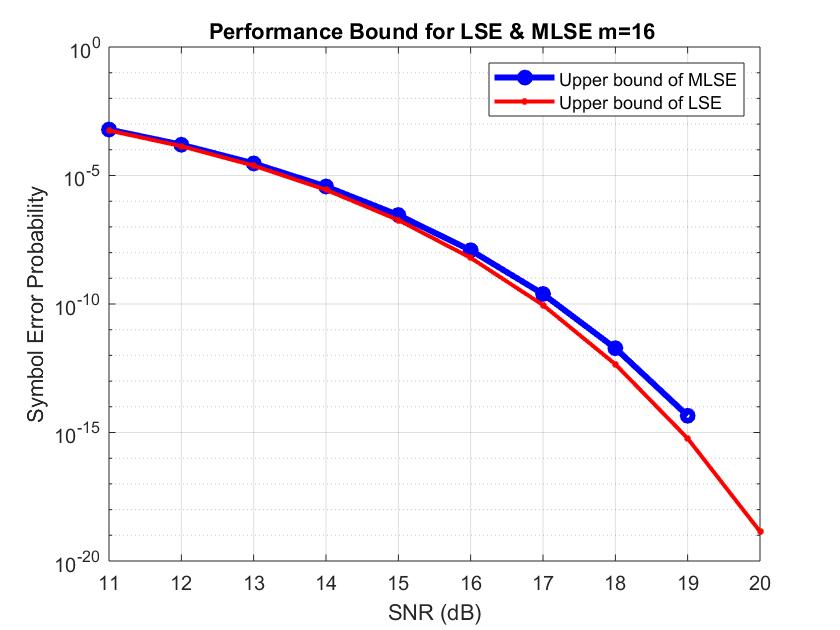 Performance Bound for LSE & MLSE m=16
Upper bound of MLSE
Upper bound of LSE
Symbol Error Probability
10^0
10^-5
10^-10
10^-15
10^-20
11 12 13 14 15 16 17 18 19 20
SNR (dB)